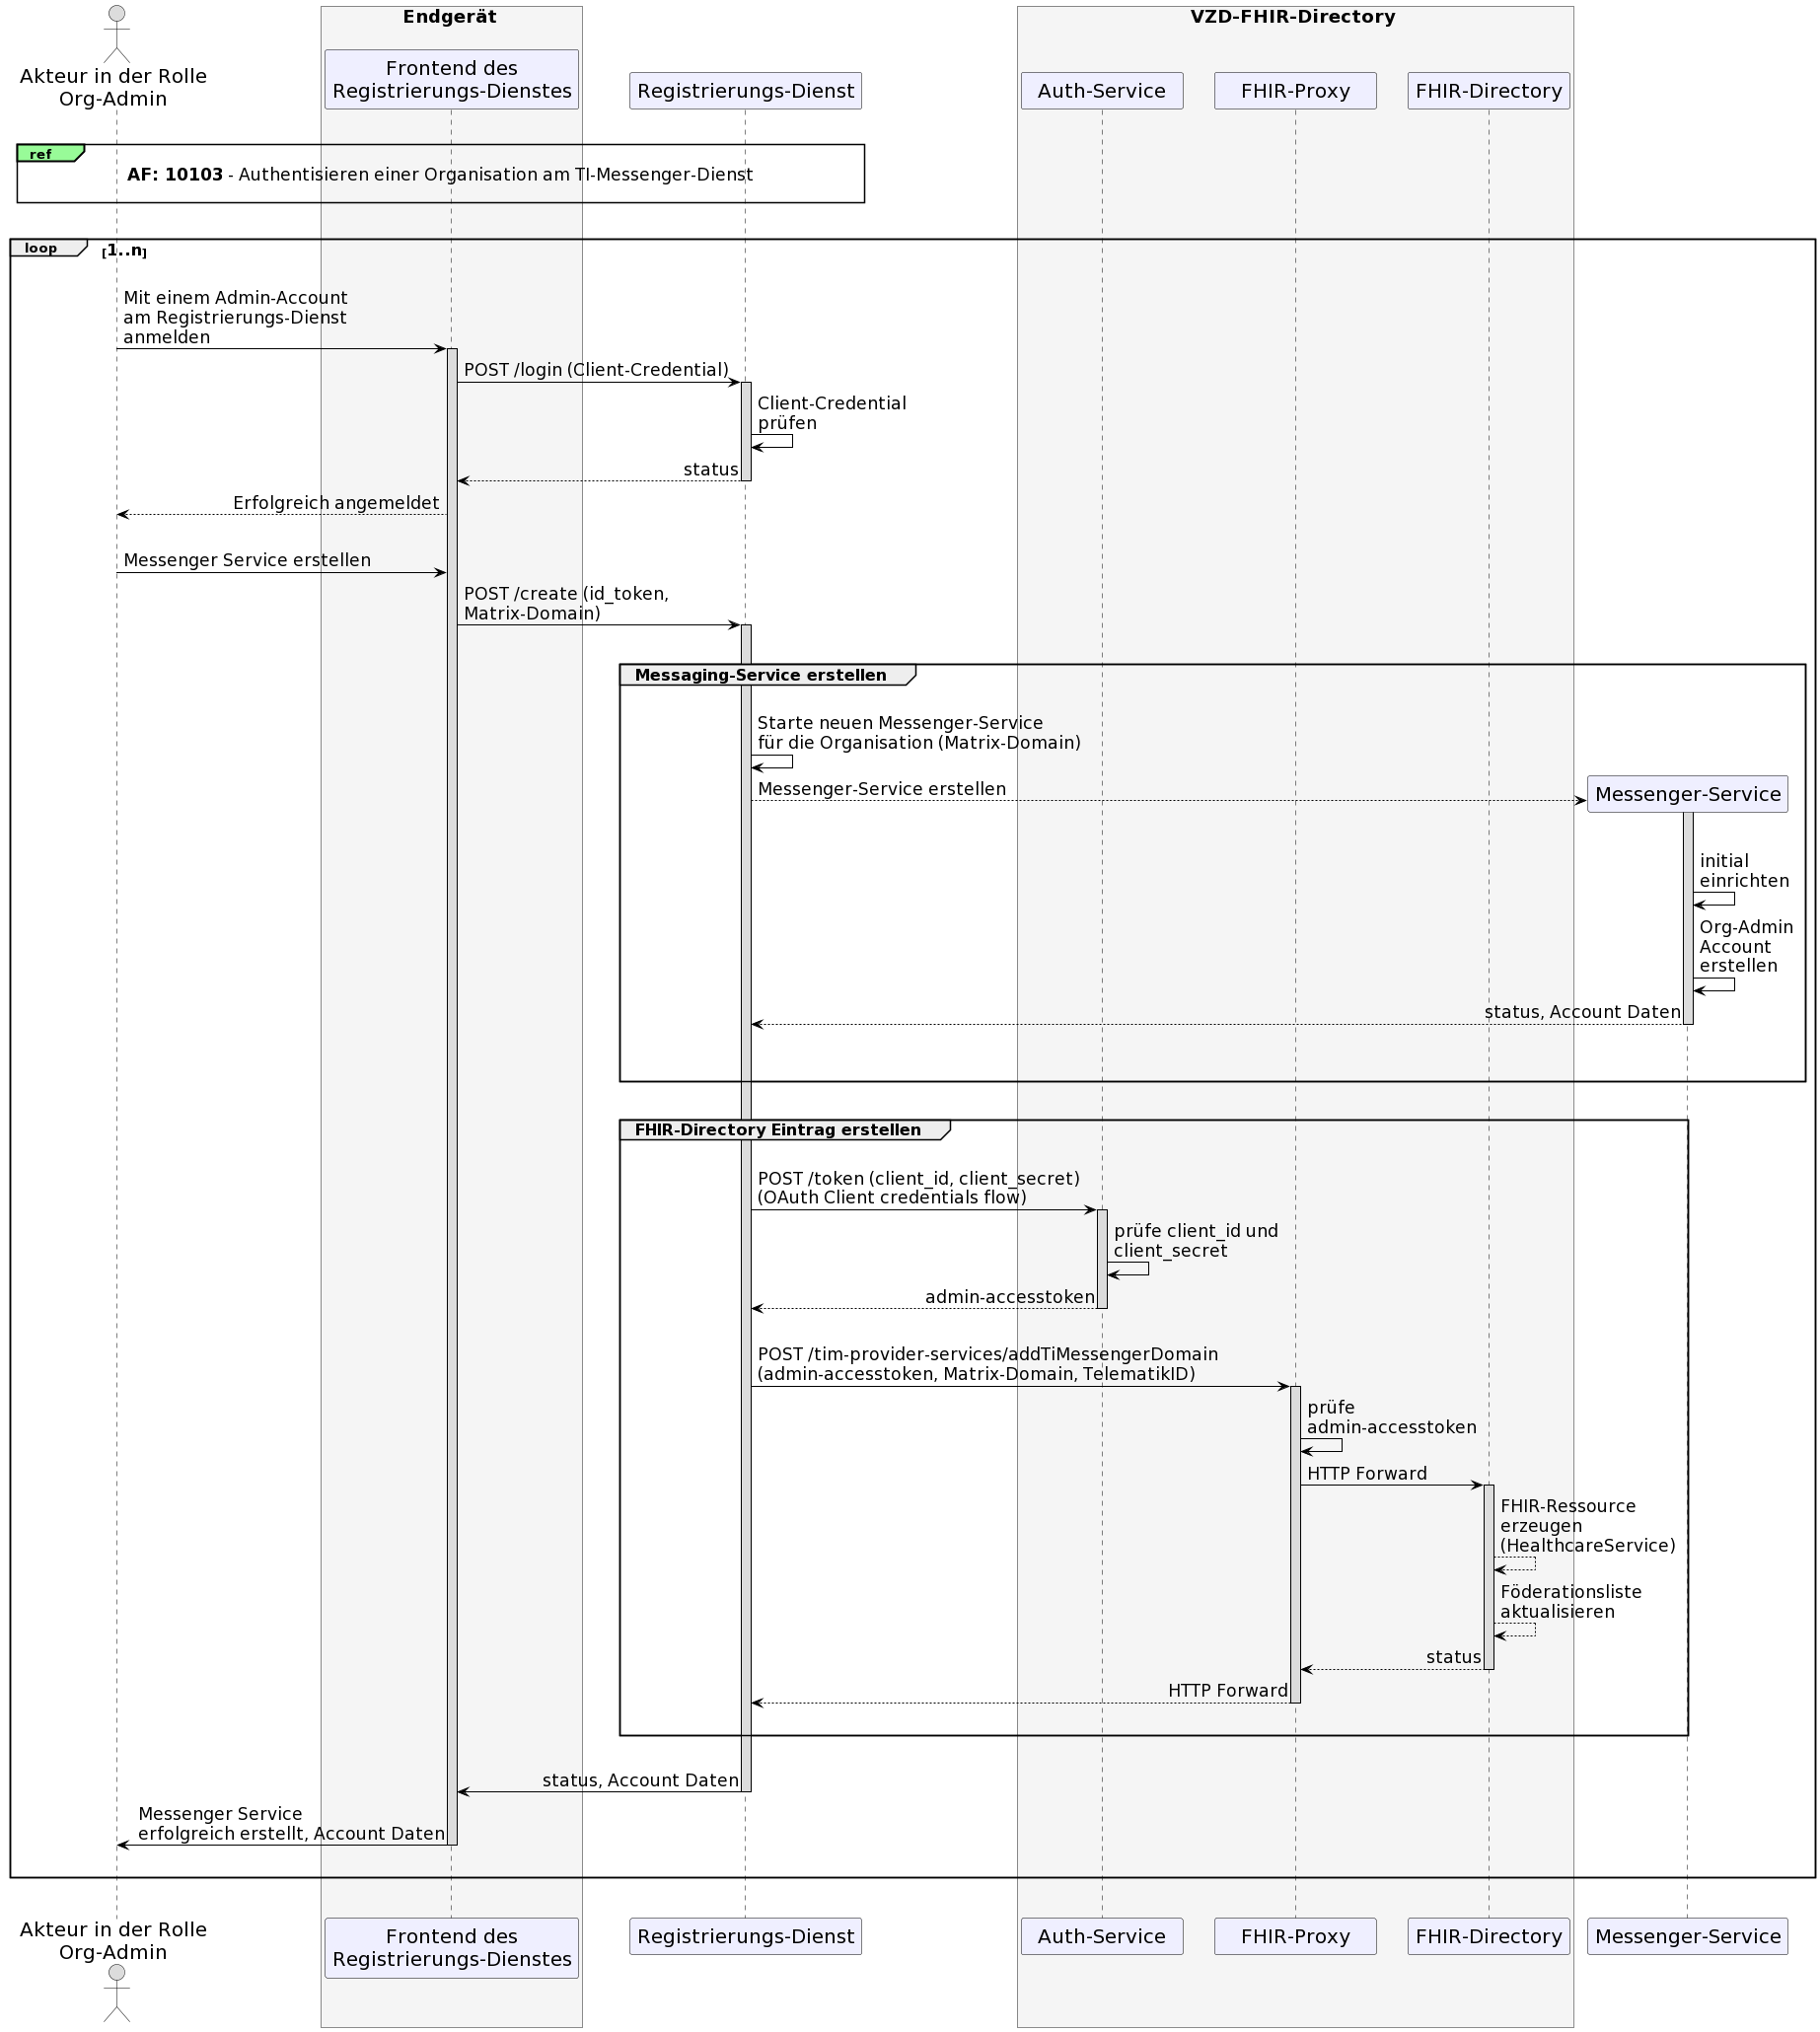 Endgerät
VZD-FHIR-Directory
Akteur in der Rolle
Org-Admin
Frontend des
Registrierungs-Dienstes
Registrierungs-Dienst
Auth-Service
FHIR-Proxy
FHIR-Directory
ref
AF: 10103 - Authentisieren einer Organisation am TI-Messenger-Dienst
loop
[1..n]
Mit einem Admin-Account
am Registrierungs-Dienst
anmelden
POST /login (Client-Credential)
Client-Credential
prüfen
status
Erfolgreich angemeldet
Messenger Service erstellen
POST /create (id_token,
Matrix-Domain)
Messaging-Service erstellen
Starte neuen Messenger-Service
für die Organisation (Matrix-Domain)
Messenger-Service erstellen
Messenger-Service
initial
einrichten
Org-Admin
Account
erstellen
status, Account Daten
FHIR-Directory Eintrag erstellen
POST /token (client_id, client_secret)
(OAuth Client credentials flow)
prüfe client_id und
client_secret
admin-accesstoken
POST /tim-provider-services/addTiMessengerDomain
(admin-accesstoken, Matrix-Domain, TelematikID)
prüfe
admin-accesstoken
HTTP Forward
FHIR-Ressource
erzeugen
(HealthcareService)
Föderationsliste
aktualisieren
status
HTTP Forward
status, Account Daten
Messenger Service
erfolgreich erstellt, Account Daten
Akteur in der Rolle
Org-Admin
Frontend des
Registrierungs-Dienstes
Registrierungs-Dienst
Auth-Service
FHIR-Proxy
FHIR-Directory
Messenger-Service